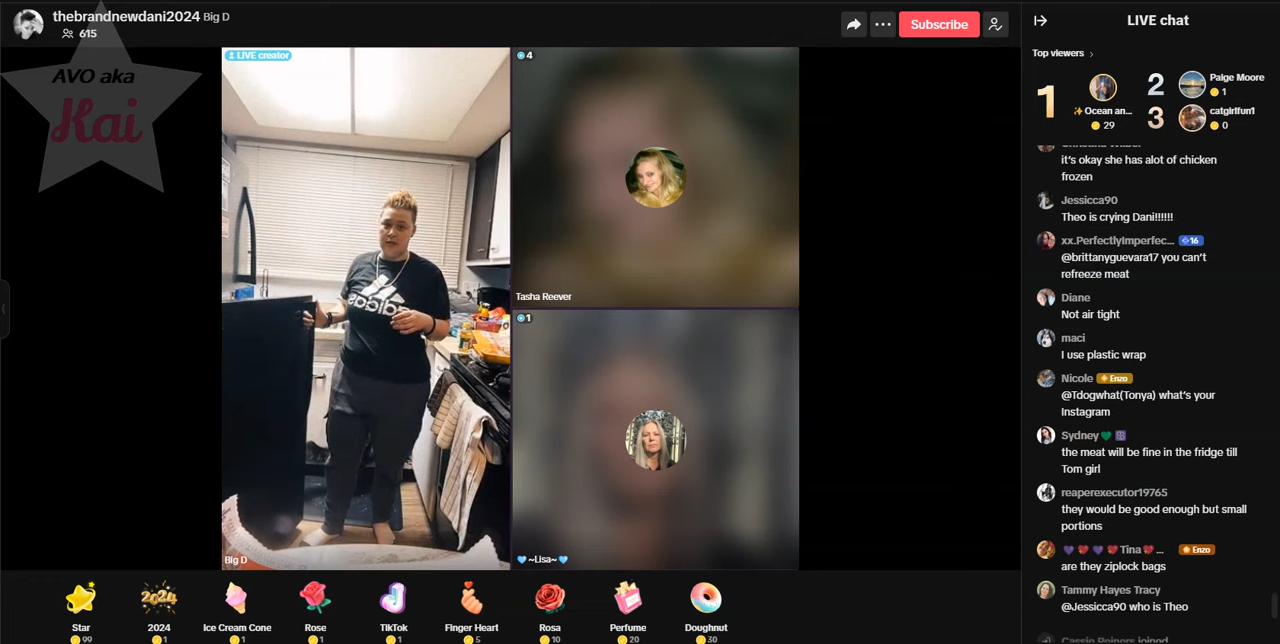 thebrandnewdani2024 Big D
615
Subscribe
AVO aka
Kai
LIVE creator
adidas
Big D
4
Tasha Reever
1
~Lisa~
Star
99
2024
2024
1
Ice Cream Cone
1
Rose
1
TikTok
1
Finger Heart
5
Rosa
10
Perfume
20
Doughnut
30
LIVE chat
Top viewers
1
Ocean an...
29
2
Paige Moore
1
3
catgirlfun1
0
it's okay she has alot of chicken
frozen
Jessicca90
Theo is crying Dani!!!!!!
xx.PerfectlyImperfec... 16
@brittanyguevara17 you can't
refreeze meat
Diane
Not air tight
maci
I use plastic wrap
Nicole Enzo
@Tdogwhat(Tonya) what's your
Instagram
Sydney
the meat will be fine in the fridge till
Tom girl
reaperexecutor19765
they would be good enough but small
portions
Tina ... Enzo
are they ziplock bags
Tammy Hayes Tracy
@Jessicca90 who is Theo
joined